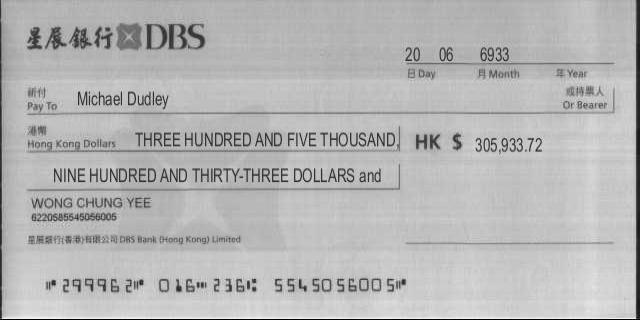 星展銀行 DBS
20 06 6933
日 Day 月 Month 年 Year
祈付 Pay To Michael Dudley 或持票人 Or Bearer
港幣 Hong Kong Dollars THREE HUNDRED AND FIVE THOUSAND, HK $ 305,933.72
NINE HUNDRED AND THIRTY-THREE DOLLARS and
WONG CHUNG YEE
6220585545056005
星展銀行(香港)有限公司 DBS Bank (Hong Kong) Limited
⑈299962⑈ 016⑉236⑆ 5545056005⑈